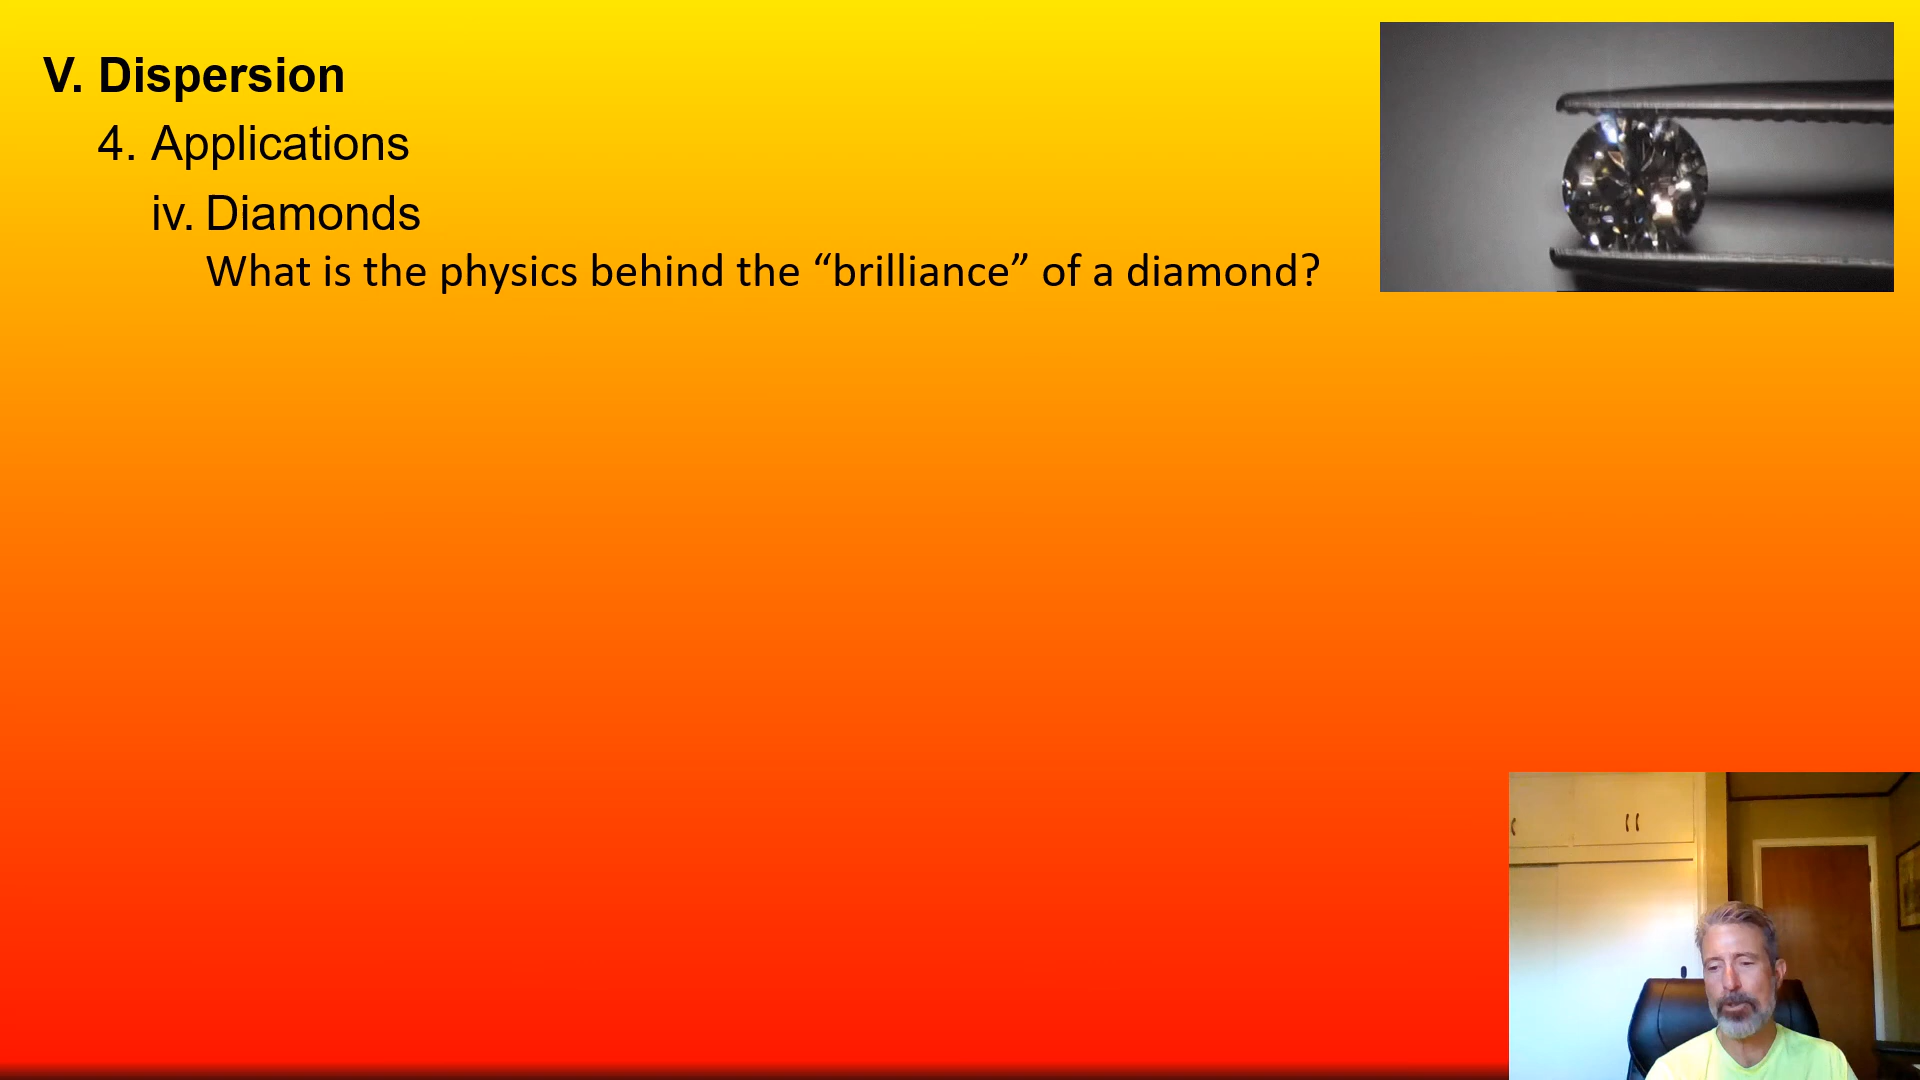 V. Dispersion
4. Applications
iv. Diamonds
What is the physics behind the “brilliance” of a diamond?